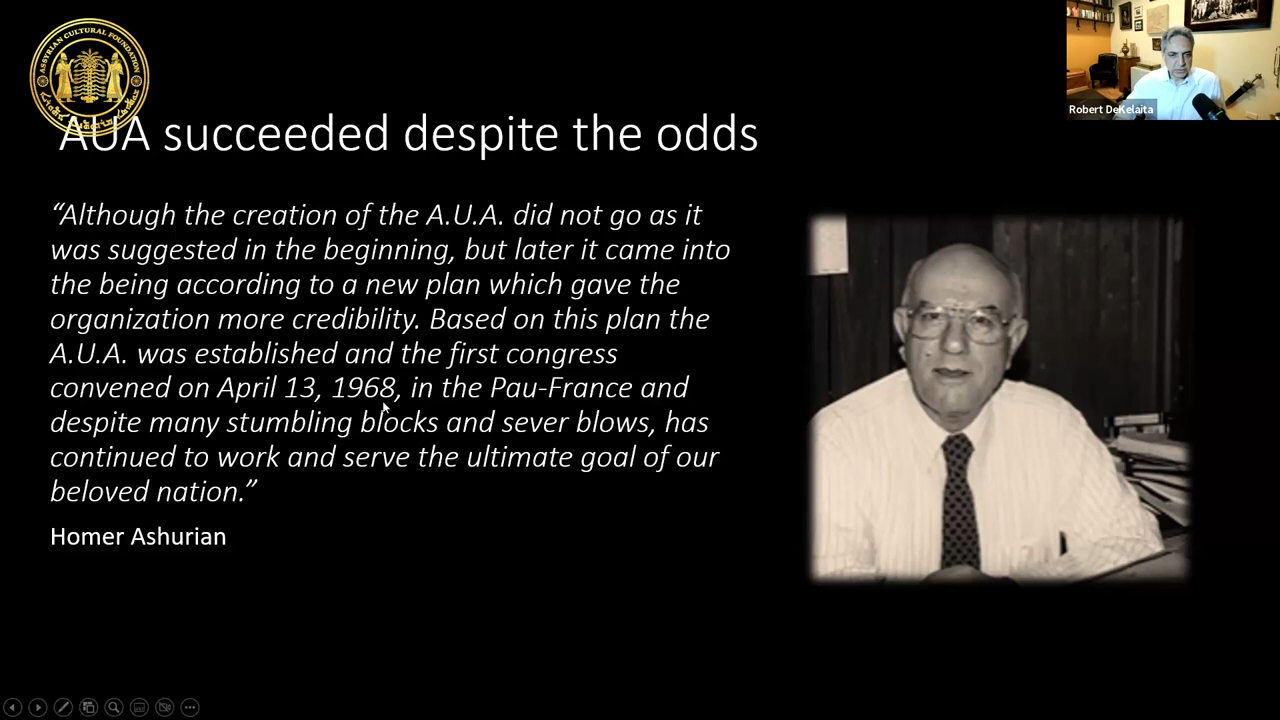 ASSYRIAN CULTURAL FOUNDATION
Robert DeKelaita
AUA succeeded despite the odds
“Although the creation of the A.U.A. did not go as it
was suggested in the beginning, but later it came into
the being according to a new plan which gave the
organization more credibility. Based on this plan the
A.U.A. was established and the first congress
convened on April 13, 1968, in the Pau-France and
despite many stumbling blocks and sever blows, has
continued to work and serve the ultimate goal of our
beloved nation.”
Homer Ashurian